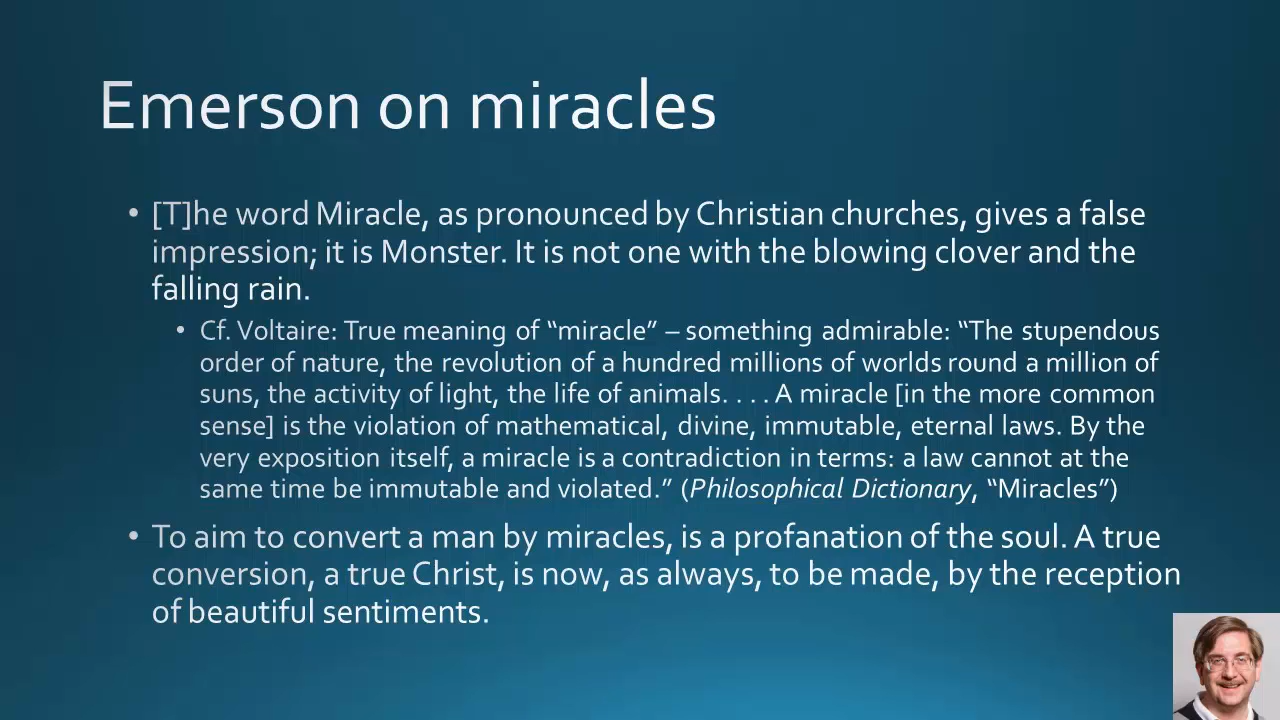 Emerson on miracles
• [T]he word Miracle, as pronounced by Christian churches, gives a false
impression; it is Monster. It is not one with the blowing clover and the
falling rain.
• Cf. Voltaire: True meaning of “miracle” – something admirable: “The stupendous
order of nature, the revolution of a hundred millions of worlds round a million of
suns, the activity of light, the life of animals. . . . A miracle [in the more common
sense] is the violation of mathematical, divine, immutable, eternal laws. By the
very exposition itself, a miracle is a contradiction in terms: a law cannot at the
same time be immutable and violated.” (Philosophical Dictionary, “Miracles”)
• To aim to convert a man by miracles, is a profanation of the soul. A true
conversion, a true Christ, is now, as always, to be made, by the reception
of beautiful sentiments.